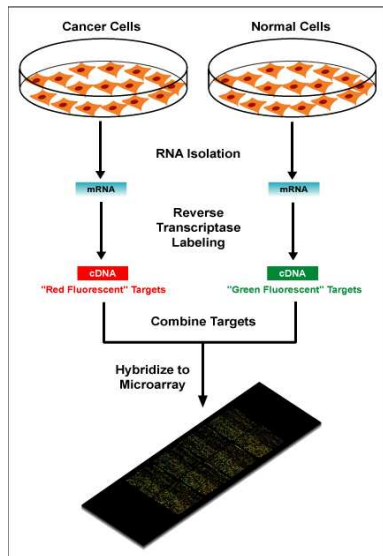 Cancer Cells
Normal Cells
RNA Isolation
mRNA
mRNA
Reverse
Transcriptase
Labeling
cDNA
cDNA
"Red Fluorescent" Targets
"Green Fluorescent" Targets
Combine Targets
Hybridize to
Microarray